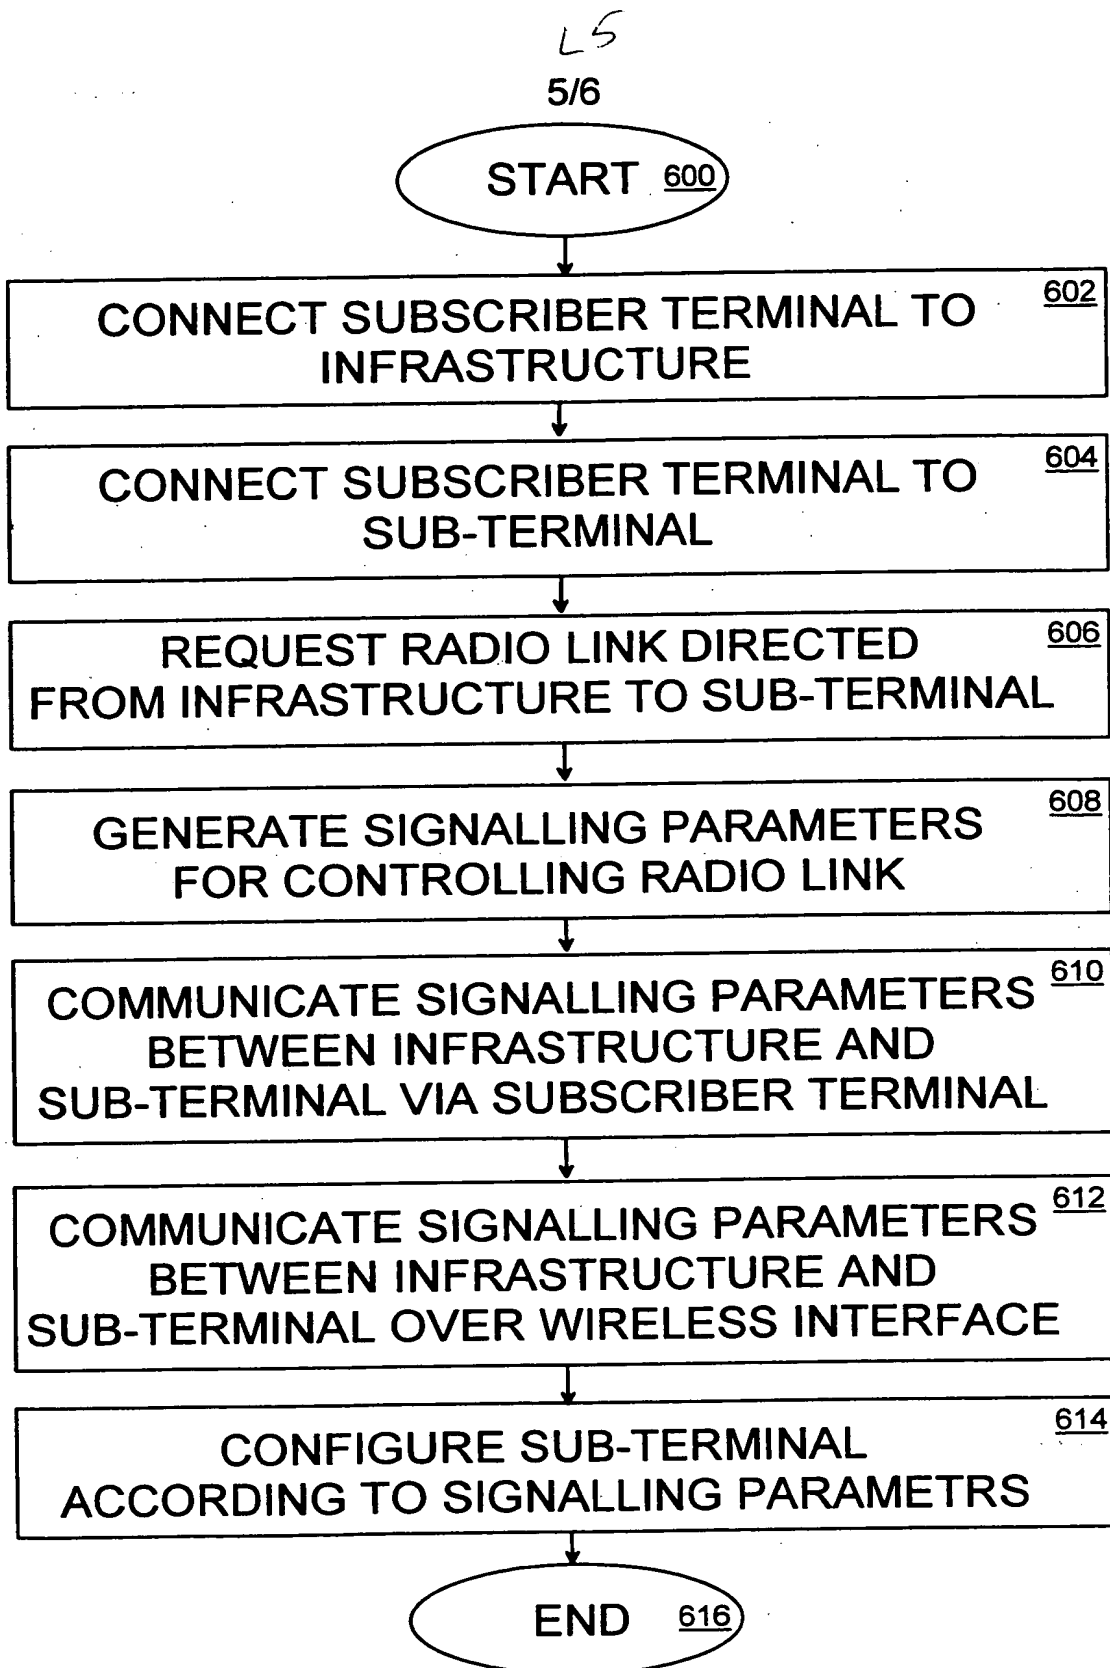 L5
5/6
START 600
602
CONNECT SUBSCRIBER TERMINAL TO
INFRASTRUCTURE
604
CONNECT SUBSCRIBER TERMINAL TO
SUB-TERMINAL
606
REQUEST RADIO LINK DIRECTED
FROM INFRASTRUCTURE TO SUB-TERMINAL
608
GENERATE SIGNALLING PARAMETERS
FOR CONTROLLING RADIO LINK
610
COMMUNICATE SIGNALLING PARAMETERS
BETWEEN INFRASTRUCTURE AND
SUB-TERMINAL VIA SUBSCRIBER TERMINAL
612
COMMUNICATE SIGNALLING PARAMETERS
BETWEEN INFRASTRUCTURE AND
SUB-TERMINAL OVER WIRELESS INTERFACE
614
CONFIGURE SUB-TERMINAL
ACCORDING TO SIGNALLING PARAMETRS
END 616